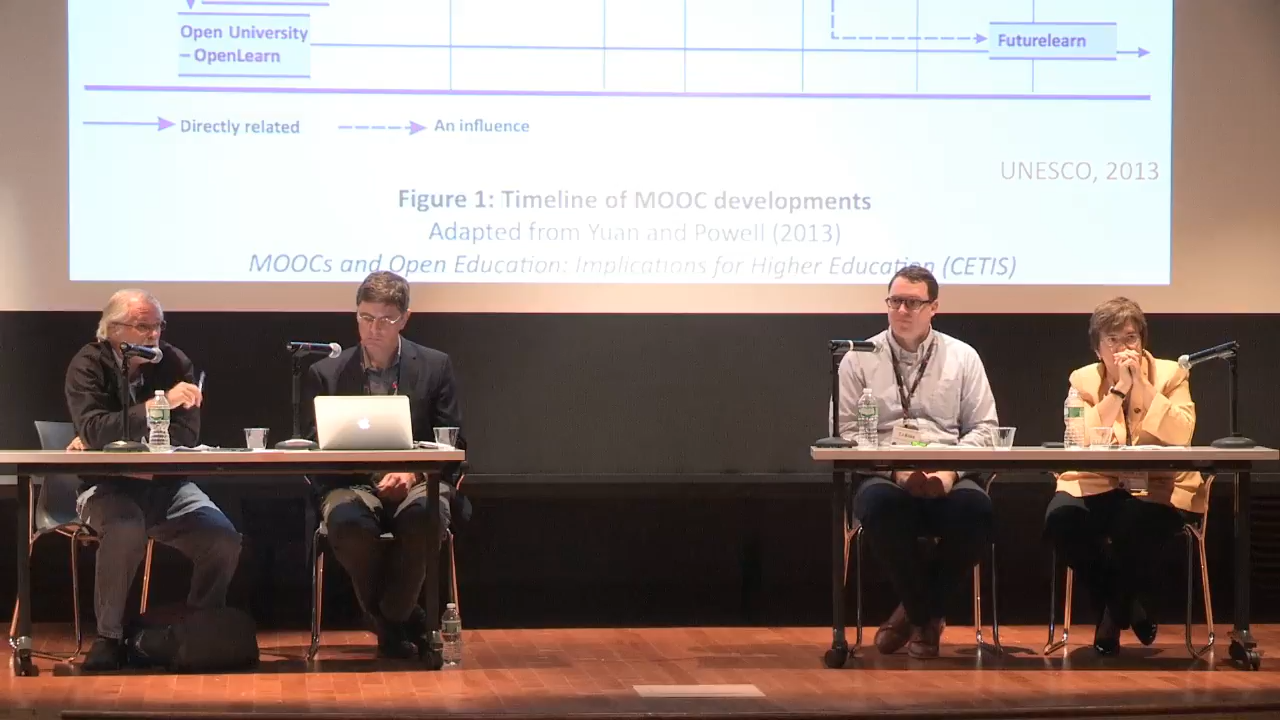 Open University
– OpenLearn
Futurelearn
Directly related
An influence
UNESCO, 2013
Figure 1: Timeline of MOOC developments
Adapted from Yuan and Powell (2013)
MOOCs and Open Education: Implications for Higher Education (CETIS)